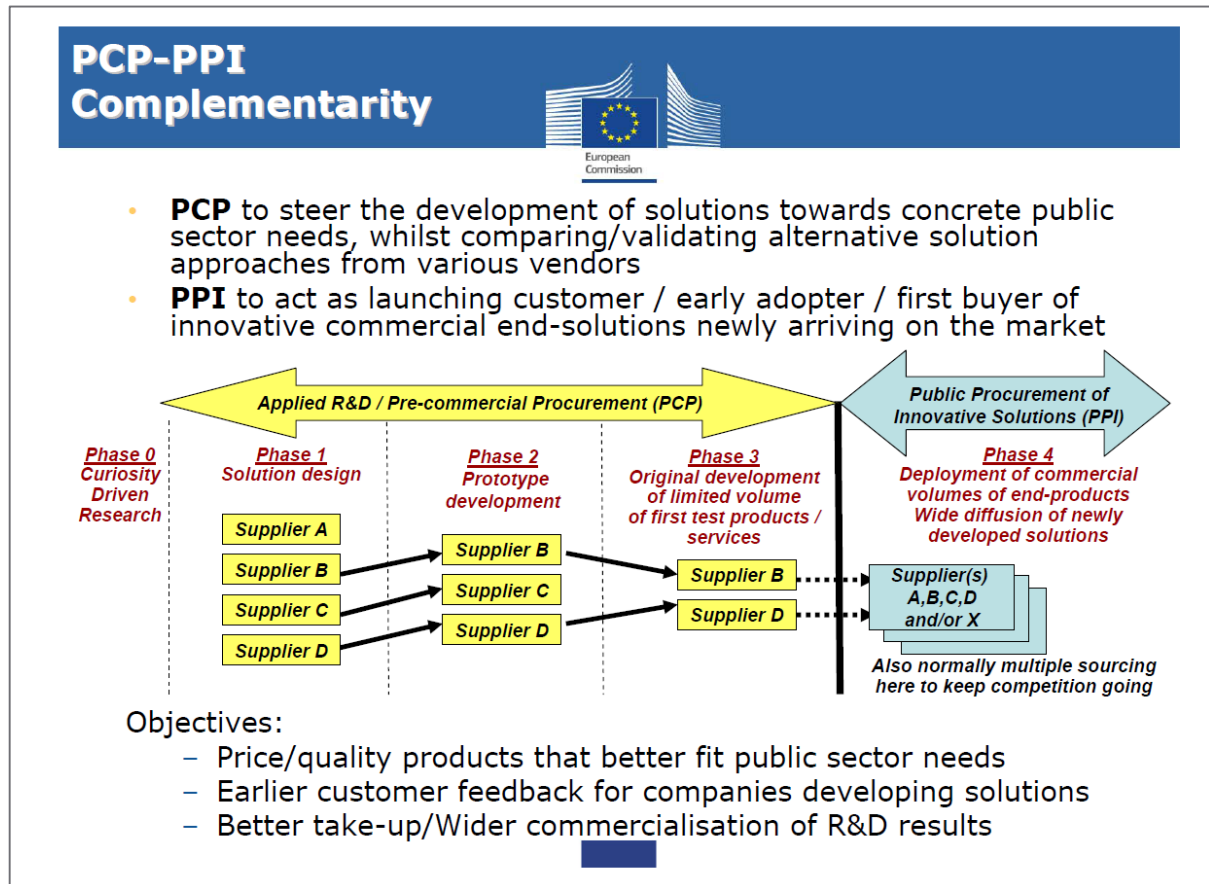 PCP-PPI
Complementarity
European
Commission
• PCP to steer the development of solutions towards concrete public
sector needs, whilst comparing/validating alternative solution
approaches from various vendors
• PPI to act as launching customer / early adopter / first buyer of
innovative commercial end-solutions newly arriving on the market
Applied R&D / Pre-commercial Procurement (PCP)
Public Procurement of
Innovative Solutions (PPI)
Phase 0
Curiosity
Driven
Research
Phase 1
Solution design
Supplier A
Supplier B
Supplier C
Supplier D
Phase 2
Prototype
development
Supplier B
Supplier C
Supplier D
Phase 3
Original development
of limited volume
of first test products /
services
Supplier B
Supplier D
Phase 4
Deployment of commercial
volumes of end-products
Wide diffusion of newly
developed solutions
Supplier(s)
A,B,C,D
and/or X
Also normally multiple sourcing
here to keep competition going
Objectives:
– Price/quality products that better fit public sector needs
– Earlier customer feedback for companies developing solutions
– Better take-up/Wider commercialisation of R&D results